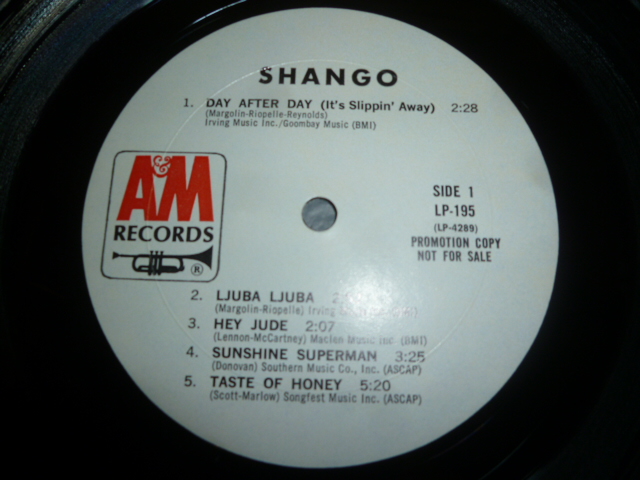 SHANGO
1. DAY AFTER DAY (It's Slippin' Away) 2:28
(Margolin-Riopelle-Reynolds)
Irving Music Inc./Goombay Music (BMI)
A&M
RECORDS
®
SIDE 1
LP-195
(LP-4289)
PROMOTION COPY
NOT FOR SALE
2. LJUBA LJUBA
(Margolin-Riopelle) Irving
3. HEY JUDE 2:07
(Lennon-McCartney) Maclen Music Inc. (BMI)
4. SUNSHINE SUPERMAN 3:25
(Donovan) Southern Music Co., Inc. (ASCAP)
5. TASTE OF HONEY 5:20
(Scott-Marlow) Songfest Music Inc. (ASCAP)